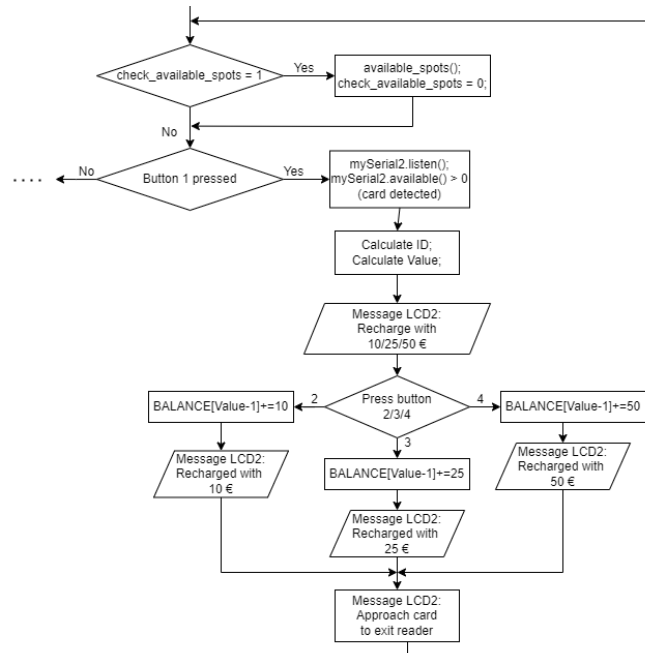 check_available_spots = 1
Yes
available_spots();
check_available_spots = 0;
No
....
No
Button 1 pressed
Yes
mySerial2.listen();
mySerial2.available() > 0
(card detected)
Calculate ID;
Calculate Value;
Message LCD2:
Recharge with
10/25/50 €
BALANCE[Value-1]+=10
2
Press button
2/3/4
4
BALANCE[Value-1]+=50
3
Message LCD2:
Recharged with
10 €
BALANCE[Value-1]+=25
Message LCD2:
Recharged with
50 €
Message LCD2:
Recharged with
25 €
Message LCD2:
Approach card
to exit reader